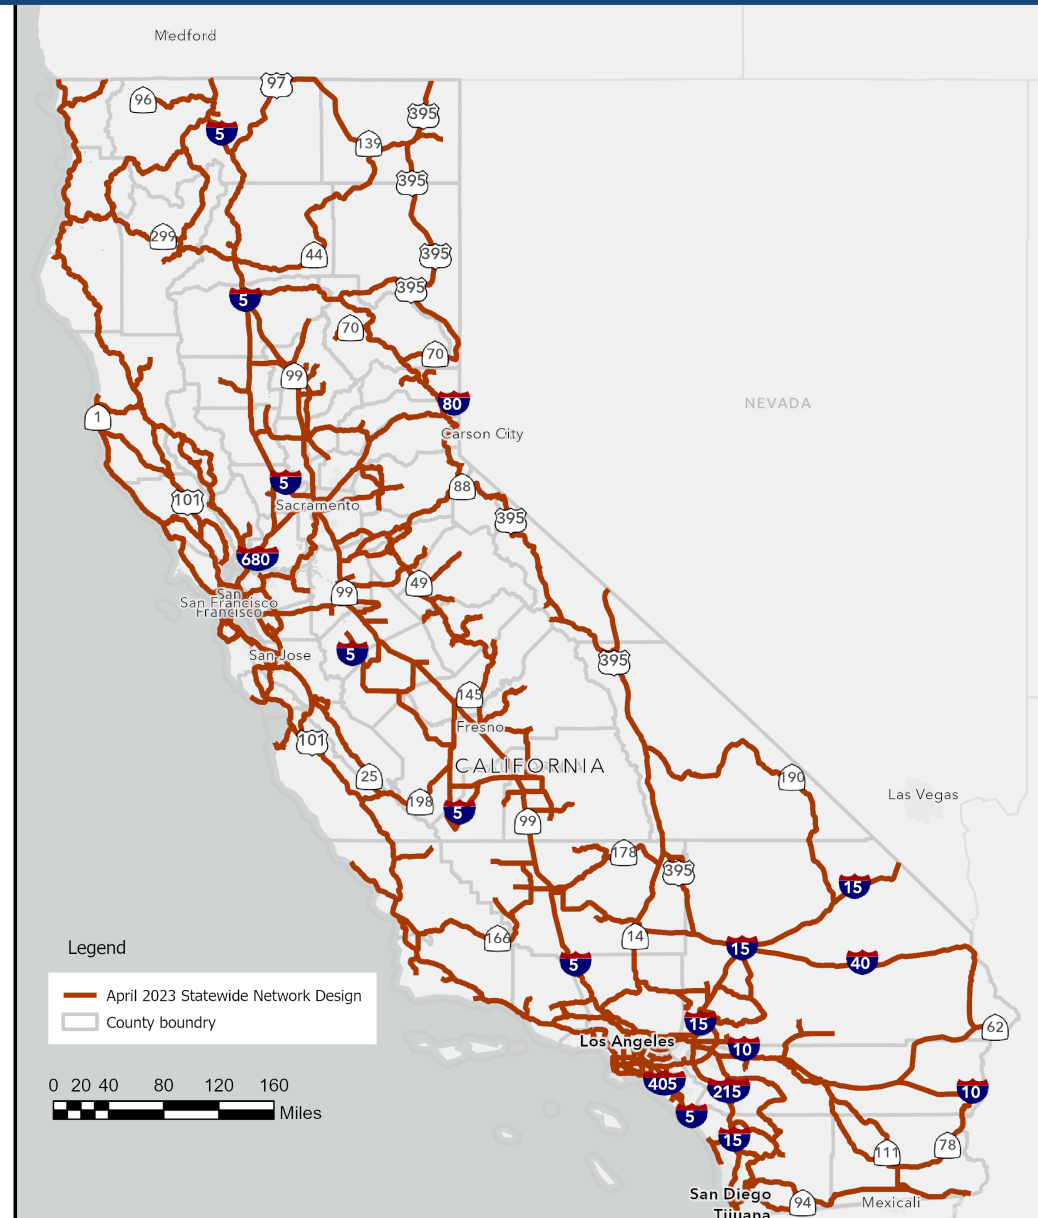 Medford
97
96
395
5
139
395
299
44
395
395
5
70
70
99
80
NEVADA
1
Carson City
5
88
101
Sacramento
395
680
49
99
San
San Francisco
Francisco
5
San Jose
395
145
Fresno
101
CALIFORNIA
25
190
Las Vegas
198
5
99
178
395
15
166
14
Legend
15
5
40
April 2023 Statewide Network Design
15
County boundry
62
Los Angeles
10
0 20 40 80 120 160
405
215
10
Miles
5
15
111
78
San Diego
94
Mexicali
Tijuana